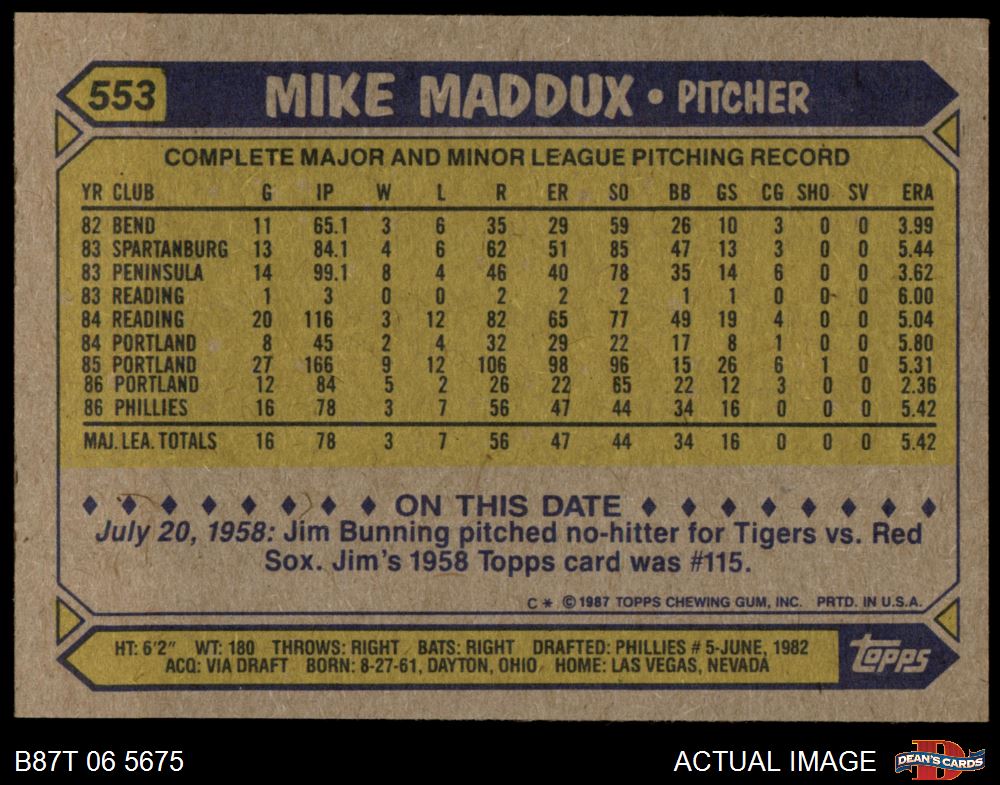 553 MIKE MADDUX • PITCHER
COMPLETE MAJOR AND MINOR LEAGUE PITCHING RECORD
YR CLUB G IP W L R ER SO BB GS CG SHO SV ERA
82 BEND 11 65.1 3 6 35 29 59 26 10 3 0 0 3.99
83 SPARTANBURG 13 84.1 4 6 62 51 85 47 13 3 0 0 5.44
83 PENINSULA 14 99.1 8 4 46 40 78 35 14 6 0 0 3.62
83 READING 1 3 0 0 2 2 2 1 1 0 0 0 6.00
84 READING 20 116 3 12 82 65 77 49 19 4 0 0 5.04
84 PORTLAND 8 45 2 4 32 29 22 17 8 1 0 0 5.80
85 PORTLAND 27 166 9 12 106 98 96 15 26 6 1 0 5.31
86 PORTLAND 12 84 5 2 26 22 65 22 12 3 0 0 2.36
86 PHILLIES 16 78 3 7 56 47 44 34 16 0 0 0 5.42
MAJ. LEA. TOTALS 16 78 3 7 56 47 44 34 16 0 0 0 5.42
♦ ♦ ♦ ♦ ♦ ♦ ♦ ♦ ON THIS DATE ♦ ♦ ♦ ♦ ♦ ♦ ♦ ♦
July 20, 1958: Jim Bunning pitched no-hitter for Tigers vs. Red
Sox. Jim's 1958 Topps card was #115.
C * © 1987 TOPPS CHEWING GUM, INC. PRTD. IN U.S.A.
HT: 6'2" WT: 180 THROWS: RIGHT BATS: RIGHT DRAFTED: PHILLIES # 5-JUNE, 1982
ACQ: VIA DRAFT BORN: 8-27-61, DAYTON, OHIO HOME: LAS VEGAS, NEVADA
Topps
B87T 06 5675 ACTUAL IMAGE
D
DEAN'S CARDS